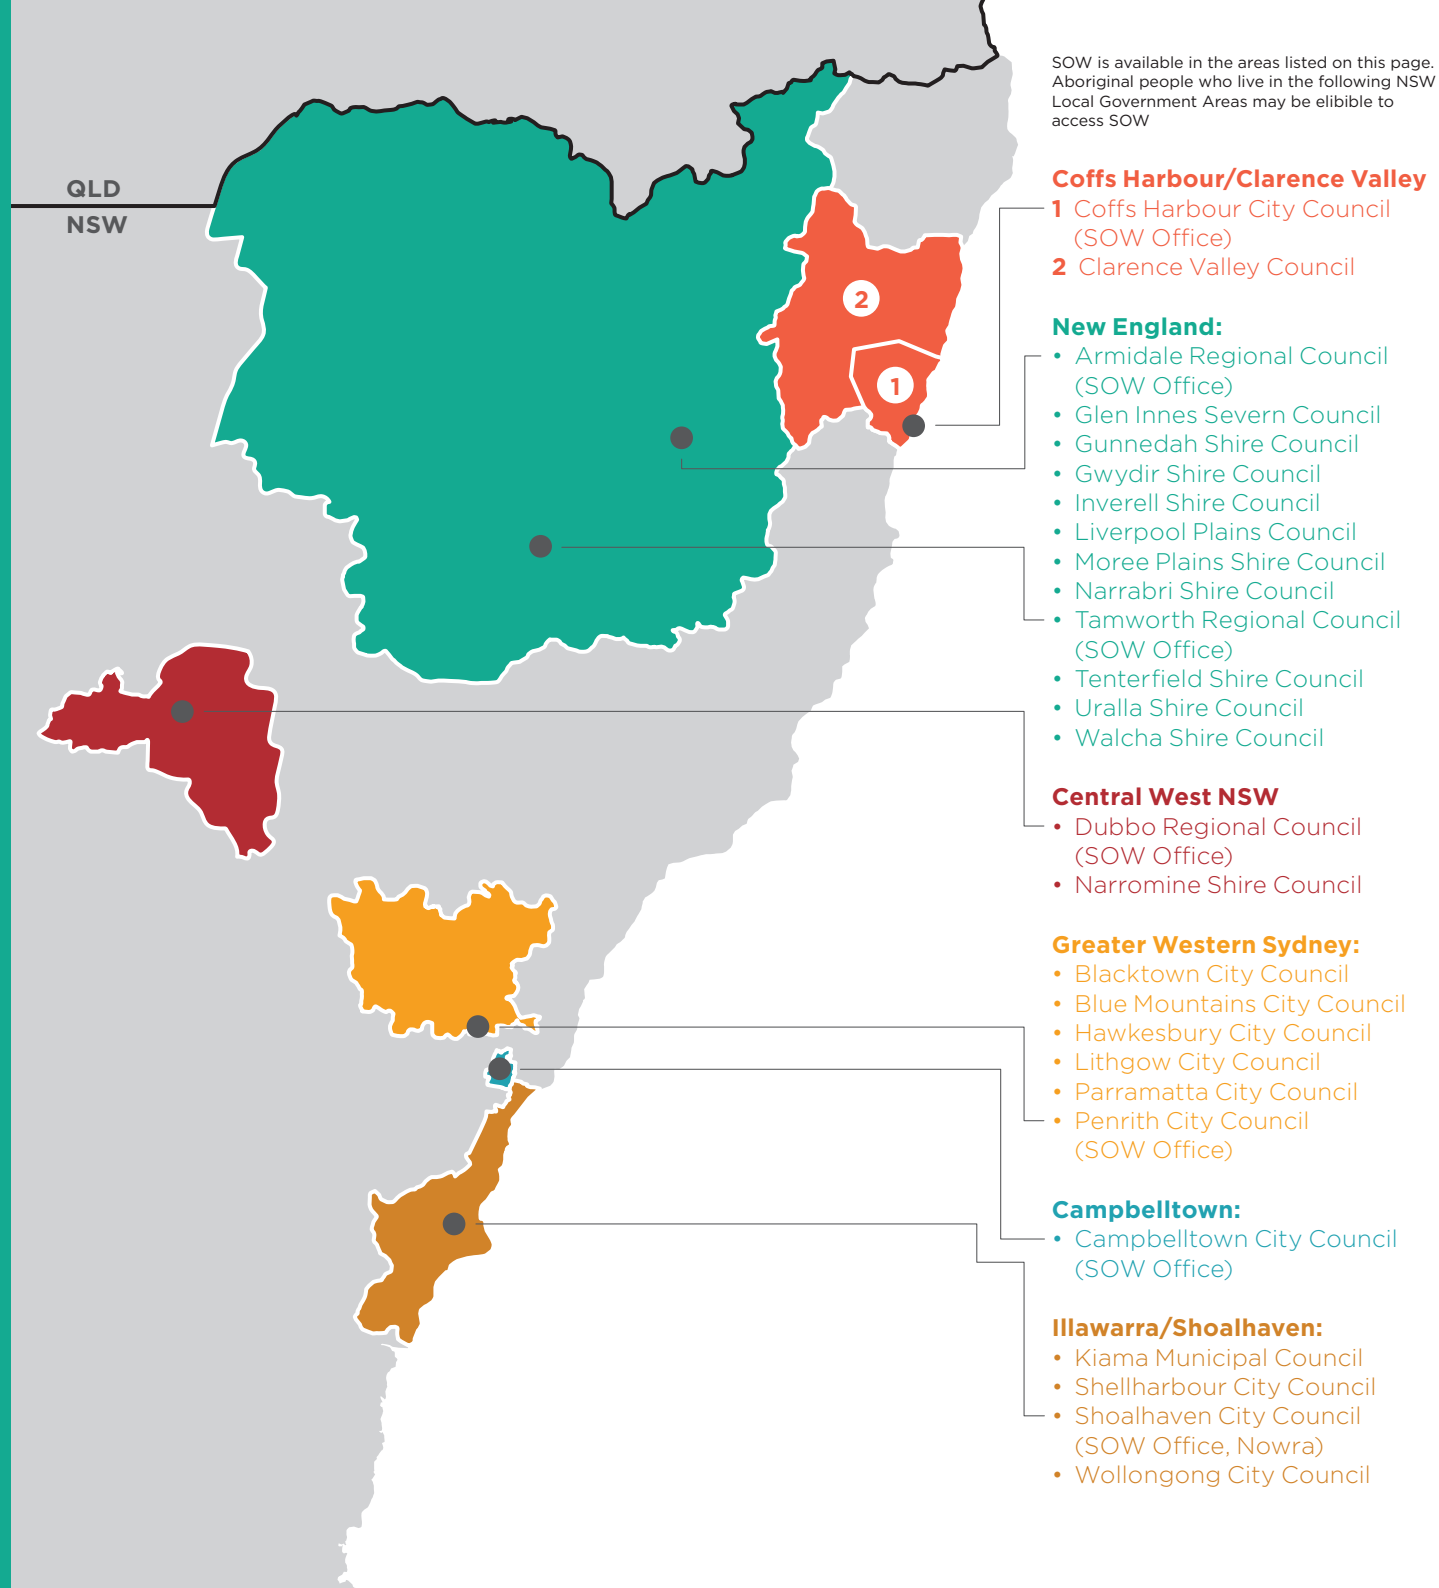 SOW is available in the areas listed on this page.
Aboriginal people who live in the following NSW
Local Government Areas may be elibible to
access SOW
QLD
NSW
2
1
Coffs Harbour/Clarence Valley
1 Coffs Harbour City Council
(SOW Office)
2 Clarence Valley Council
New England:
• Armidale Regional Council
(SOW Office)
• Glen Innes Severn Council
• Gunnedah Shire Council
• Gwydir Shire Council
• Inverell Shire Council
• Liverpool Plains Council
• Moree Plains Shire Council
• Narrabri Shire Council
• Tamworth Regional Council
(SOW Office)
• Tenterfield Shire Council
• Uralla Shire Council
• Walcha Shire Council
Central West NSW
• Dubbo Regional Council
(SOW Office)
• Narromine Shire Council
Greater Western Sydney:
• Blacktown City Council
• Blue Mountains City Council
• Hawkesbury City Council
• Lithgow City Council
• Parramatta City Council
• Penrith City Council
(SOW Office)
Campbelltown:
• Campbelltown City Council
(SOW Office)
Illawarra/Shoalhaven:
• Kiama Municipal Council
• Shellharbour City Council
• Shoalhaven City Council
(SOW Office, Nowra)
• Wollongong City Council